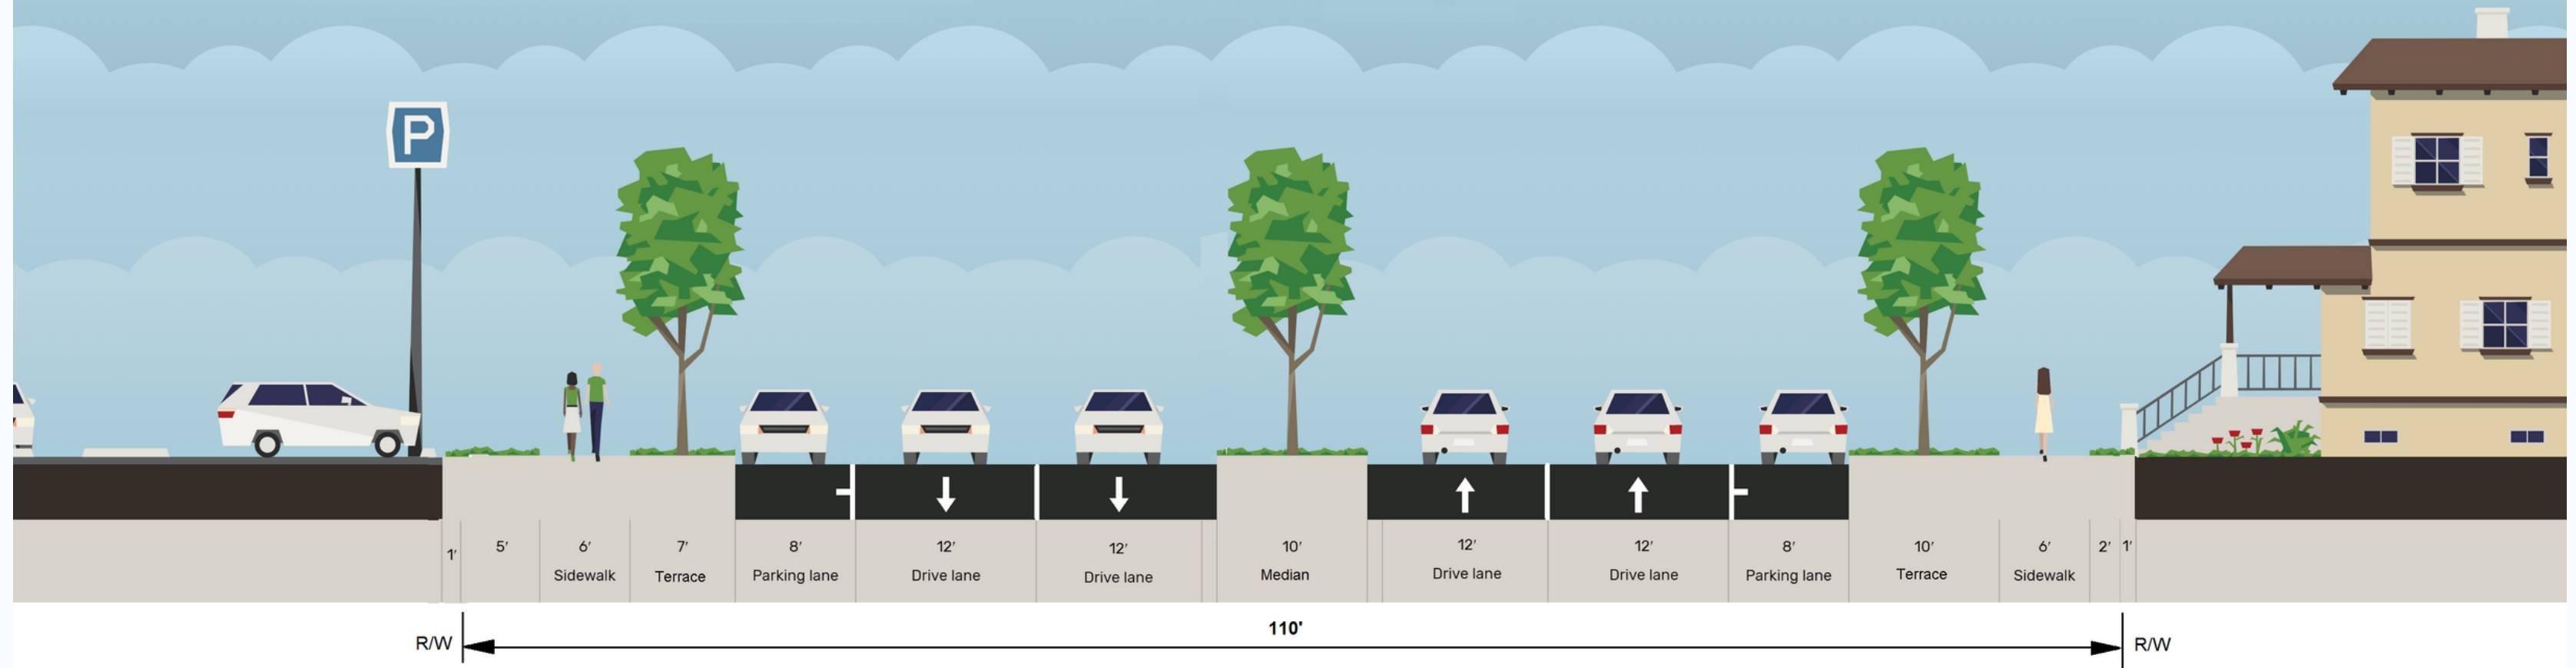 P
1' 5' 6' 7' 8' 12' 12' 10' 12' 12' 8' 10' 6' 2' 1'
Sidewalk Terrace Parking lane Drive lane Drive lane Median Drive lane Drive lane Parking lane Terrace Sidewalk
110'
R/W R/W